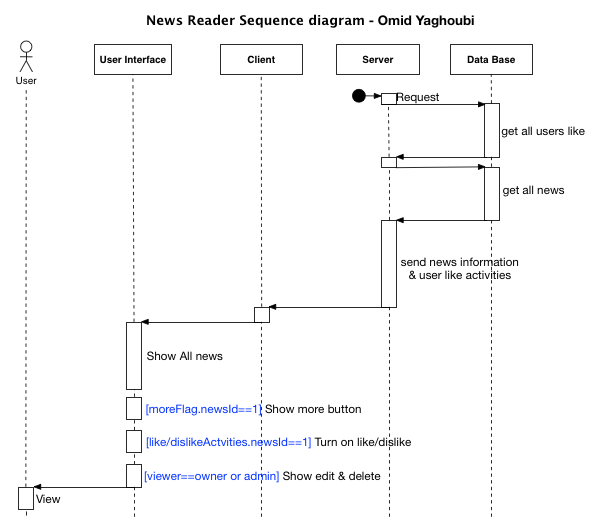 News Reader Sequence diagram - Omid Yaghoubi
User Interface
Client
Server
Data Base
User
Request
get all users like
get all news
send news information
& user like activities
Show All news
[moreFlag.newsId==1] Show more button
[like/dislikeActvities.newsId==1] Turn on like/dislike
[viewer==owner or admin] Show edit & delete
View